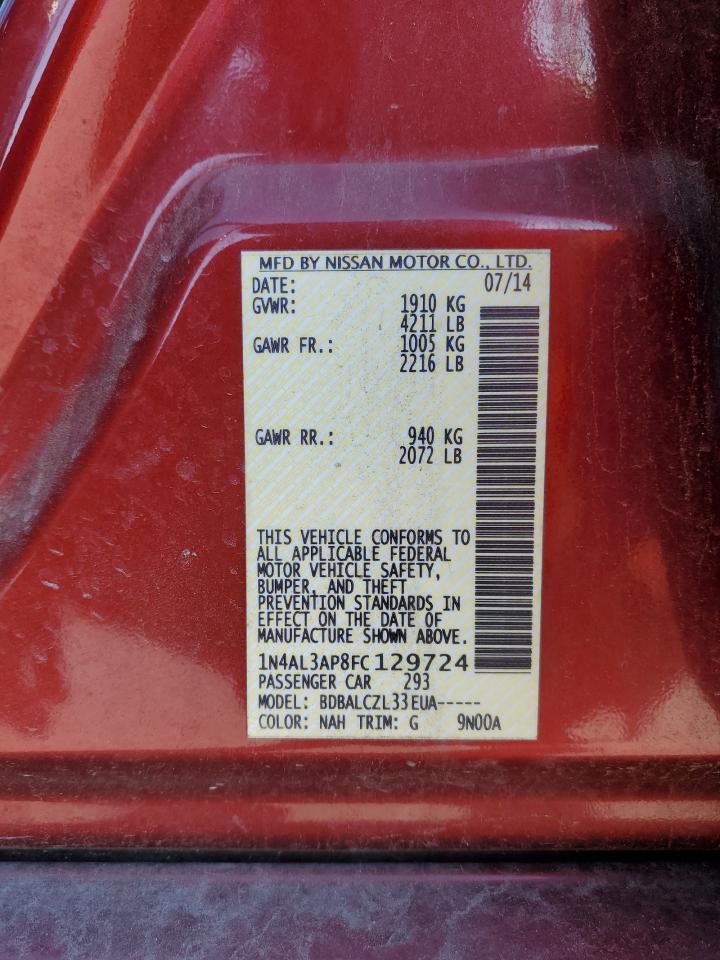 MFD BY NISSAN MOTOR CO., LTD.
DATE: 07/14
GVWR: 1910 KG
4211 LB
GAWR FR.: 1005 KG
2216 LB
GAWR RR.: 940 KG
2072 LB
THIS VEHICLE CONFORMS TO
ALL APPLICABLE FEDERAL
MOTOR VEHICLE SAFETY,
BUMPER, AND THEFT
PREVENTION STANDARDS IN
EFFECT ON THE DATE OF
MANUFACTURE SHOWN ABOVE.
1N4AL3AP8FC129724
PASSENGER CAR 293
MODEL: BDBALCZL33EUA-----
COLOR: NAH TRIM: G 9N00A